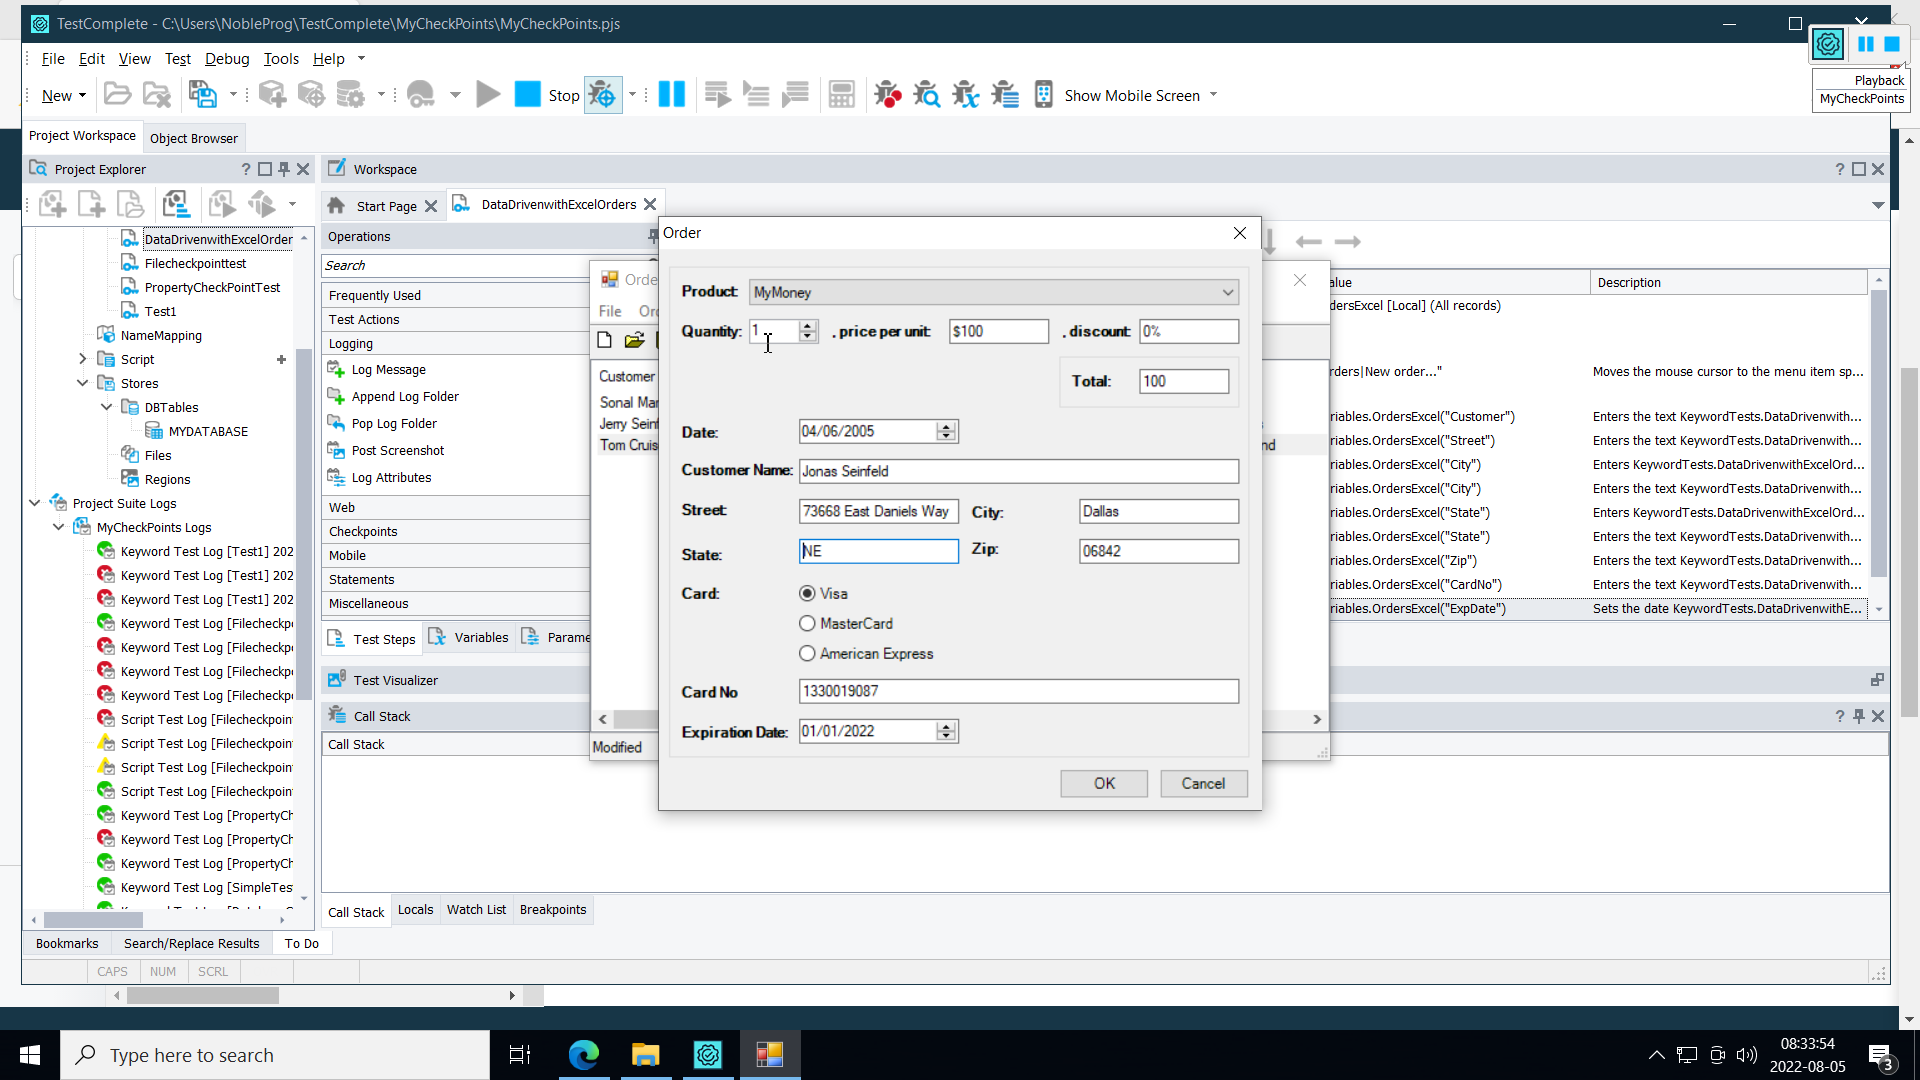 TestComplete - C:\Users\NobleProg\TestComplete\MyCheckPoints\MyCheckPoints.pjs
File Edit View Test Debug Tools Help
New Stop Show Mobile Screen
Playback
MyCheckPoints
Project Workspace Object Browser
Project Explorer
Workspace
Start Page DataDrivenwithExcelOrders
DataDrivenwithExcelOrder
Filecheckpointtest
PropertyCheckPointTest
Test1
NameMapping
Script
Stores
DBTables
MYDATABASE
Files
Regions
Project Suite Logs
MyCheckPoints Logs
Keyword Test Log [Test1] 202
Keyword Test Log [Test1] 202
Keyword Test Log [Test1] 202
Keyword Test Log [Filecheckp
Keyword Test Log [Filecheckp
Keyword Test Log [Filecheckp
Keyword Test Log [Filecheckp
Script Test Log [Filecheckpoin
Script Test Log [Filecheckpoin
Script Test Log [Filecheckpoin
Script Test Log [Filecheckpoin
Keyword Test Log [PropertyCh
Keyword Test Log [PropertyCh
Keyword Test Log [PropertyCh
Keyword Test Log [SimpleTes
Bookmarks Search/Replace Results To Do
CAPS NUM SCRL
Operations
Search
Frequently Used
Test Actions
Logging
Log Message
Append Log Folder
Pop Log Folder
Post Screenshot
Log Attributes
Web
Checkpoints
Mobile
Statements
Miscellaneous
Test Steps Variables Parame
Test Visualizer
Call Stack
Call Stack
Call Stack Locals Watch List Breakpoints
Orde
File Ord
Customer
Sonal Mar
Jerry Seinf
Tom Cruis
nd
Modified
Order
Product: MyMoney
Quantity: 1 . price per unit: $100 . discount: 0%
Total: 100
Date: 04/06/2005
Customer Name: Jonas Seinfeld
Street: 73668 East Daniels Way City: Dallas
State: NE Zip: 06842
Card: Visa
MasterCard
American Express
Card No 1330019087
Expiration Date: 01/01/2022
OK Cancel
alue Description
rdersExcel [Local] (All records)
rders|New order..." Moves the mouse cursor to the menu item sp...
riables.OrdersExcel("Customer") Enters the text KeywordTests.DataDrivenwith...
riables.OrdersExcel("Street") Enters the text KeywordTests.DataDrivenwith...
riables.OrdersExcel("City") Enters KeywordTests.DataDrivenwithExcelOrd...
riables.OrdersExcel("City") Enters the text KeywordTests.DataDrivenwith...
riables.OrdersExcel("State") Enters KeywordTests.DataDrivenwithExcelOrd...
riables.OrdersExcel("State") Enters the text KeywordTests.DataDrivenwith...
riables.OrdersExcel("Zip") Enters the text KeywordTests.DataDrivenwith...
riables.OrdersExcel("CardNo") Enters the text KeywordTests.DataDrivenwith...
riables.OrdersExcel("ExpDate") Sets the date KeywordTests.DataDrivenwithE...
Type here to search
08:33:54
2022-08-05
3